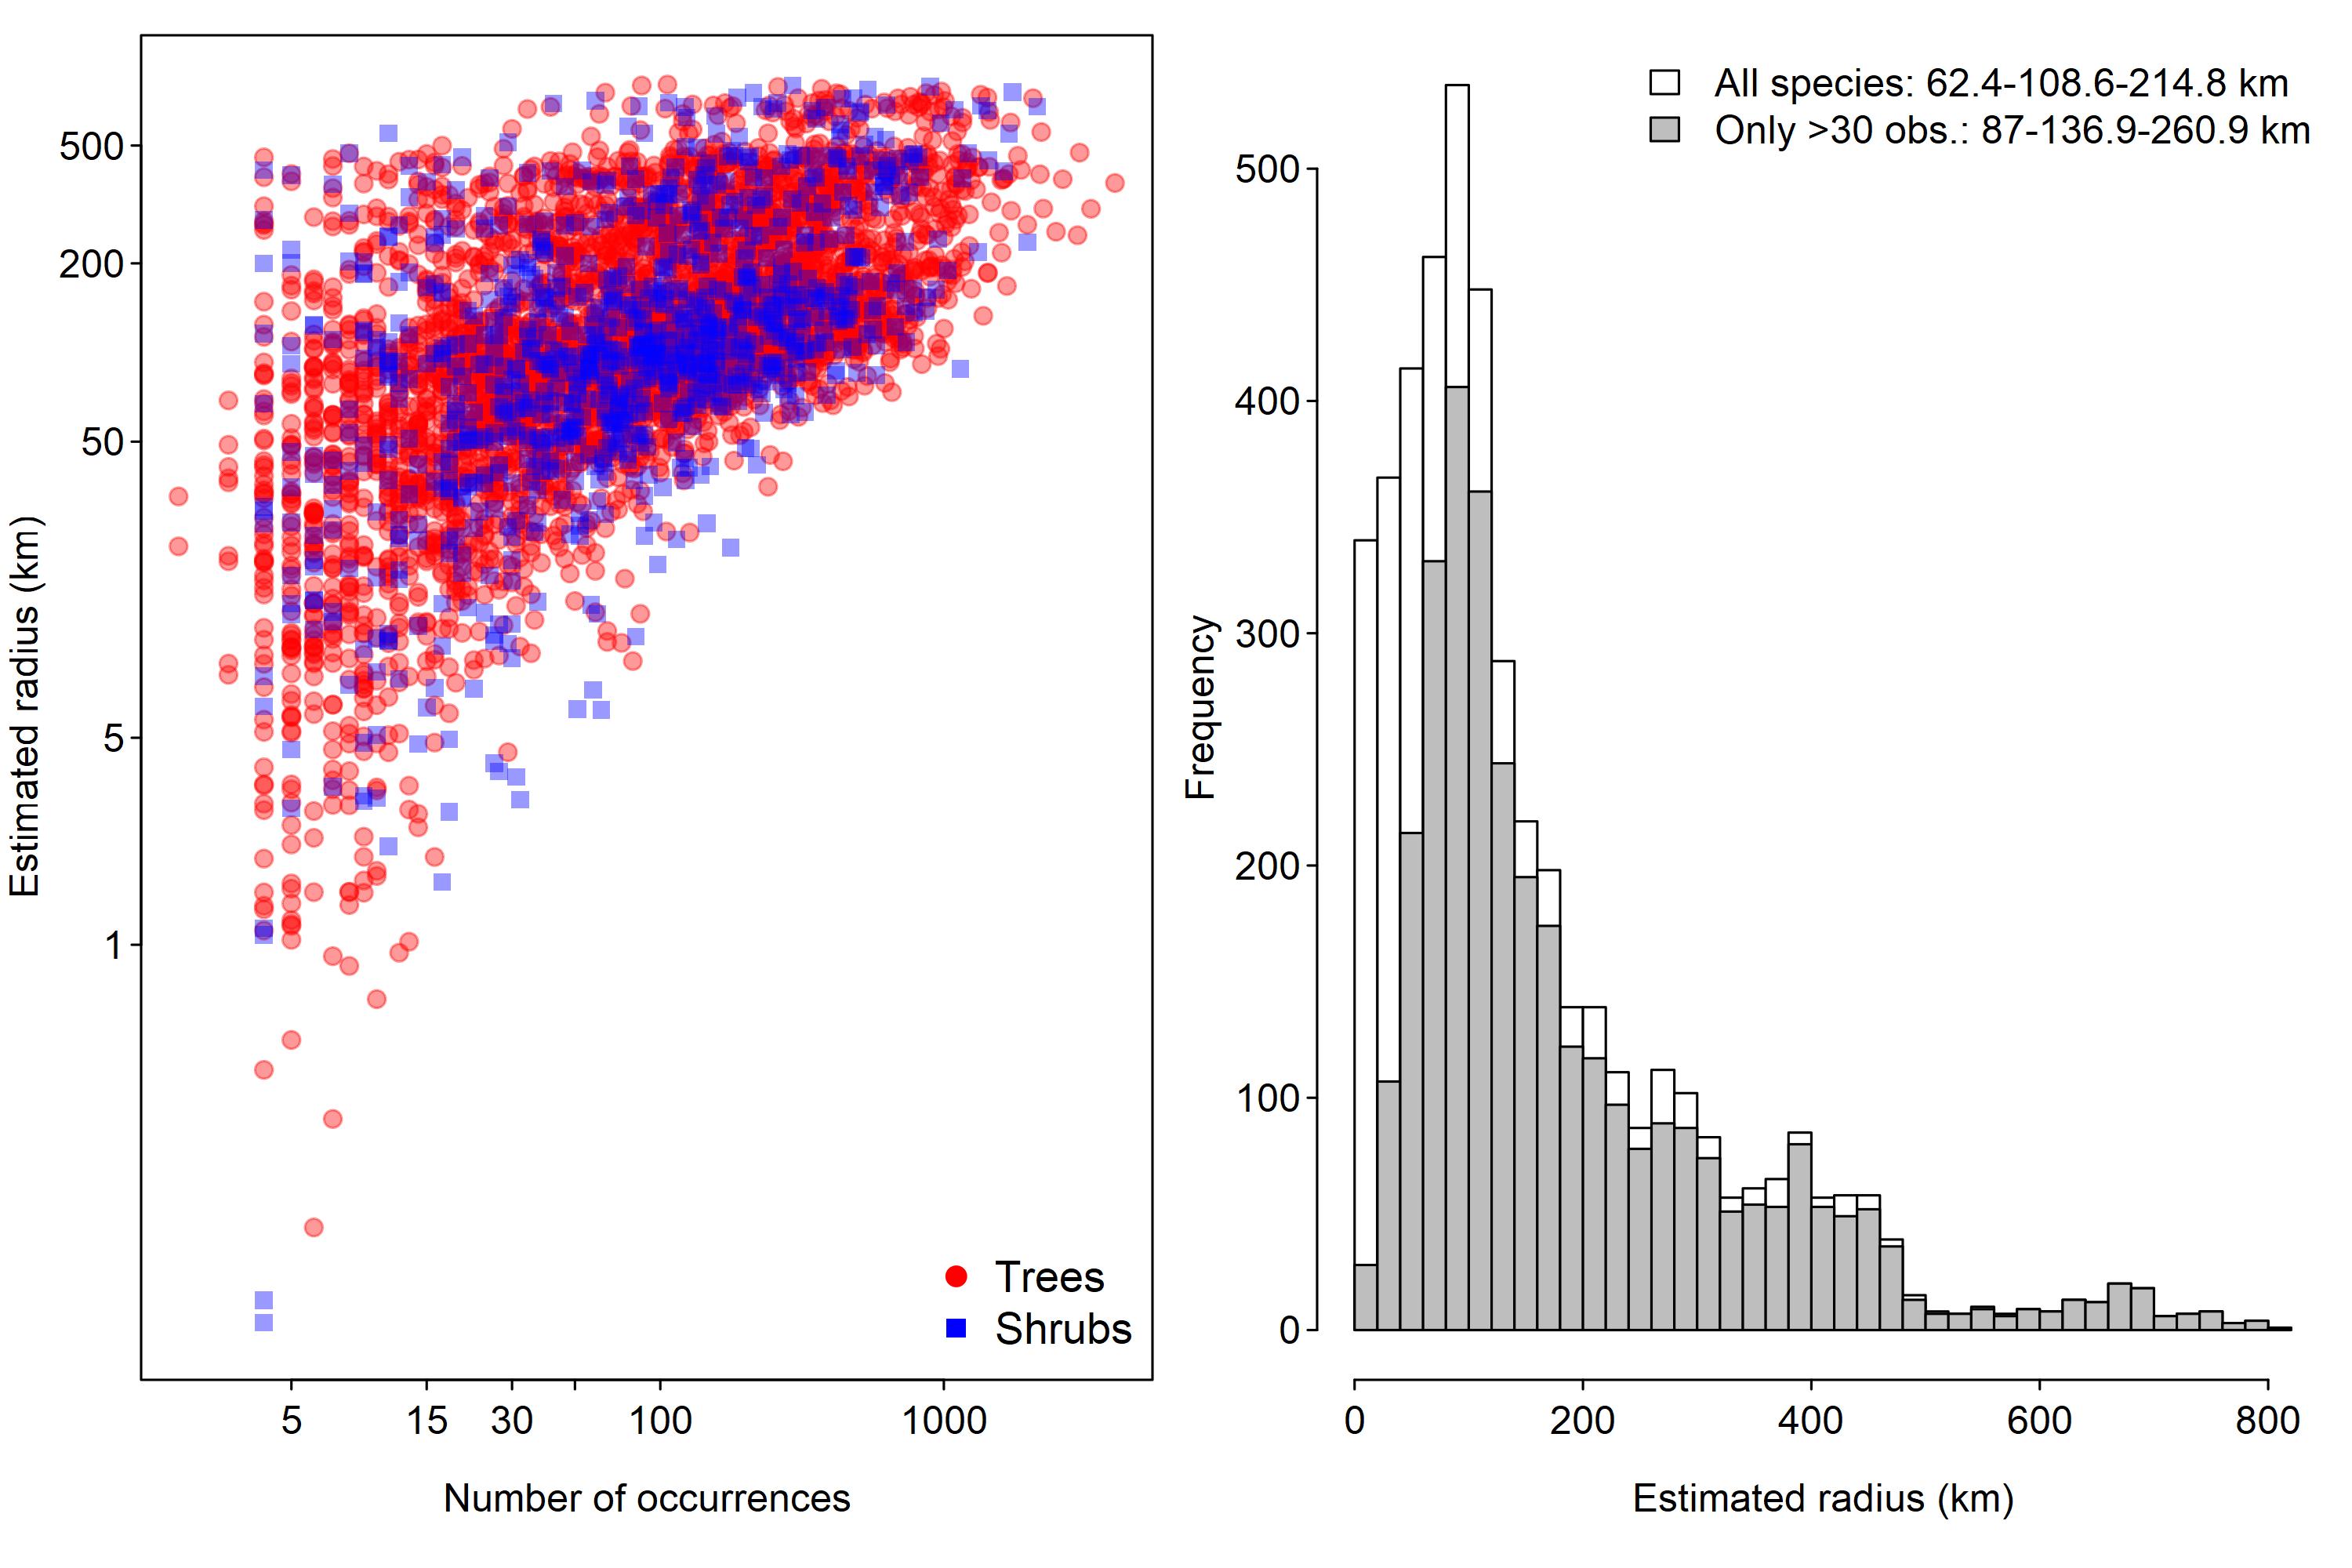 Estimated radius (km)
500
200
50
5
1
Trees
Shrubs
5 15 30 100 1000
Number of occurrences
All species: 62.4-108.6-214.8 km
Only >30 obs.: 87-136.9-260.9 km
Frequency
500
400
300
200
100
0
0 200 400 600 800
Estimated radius (km)